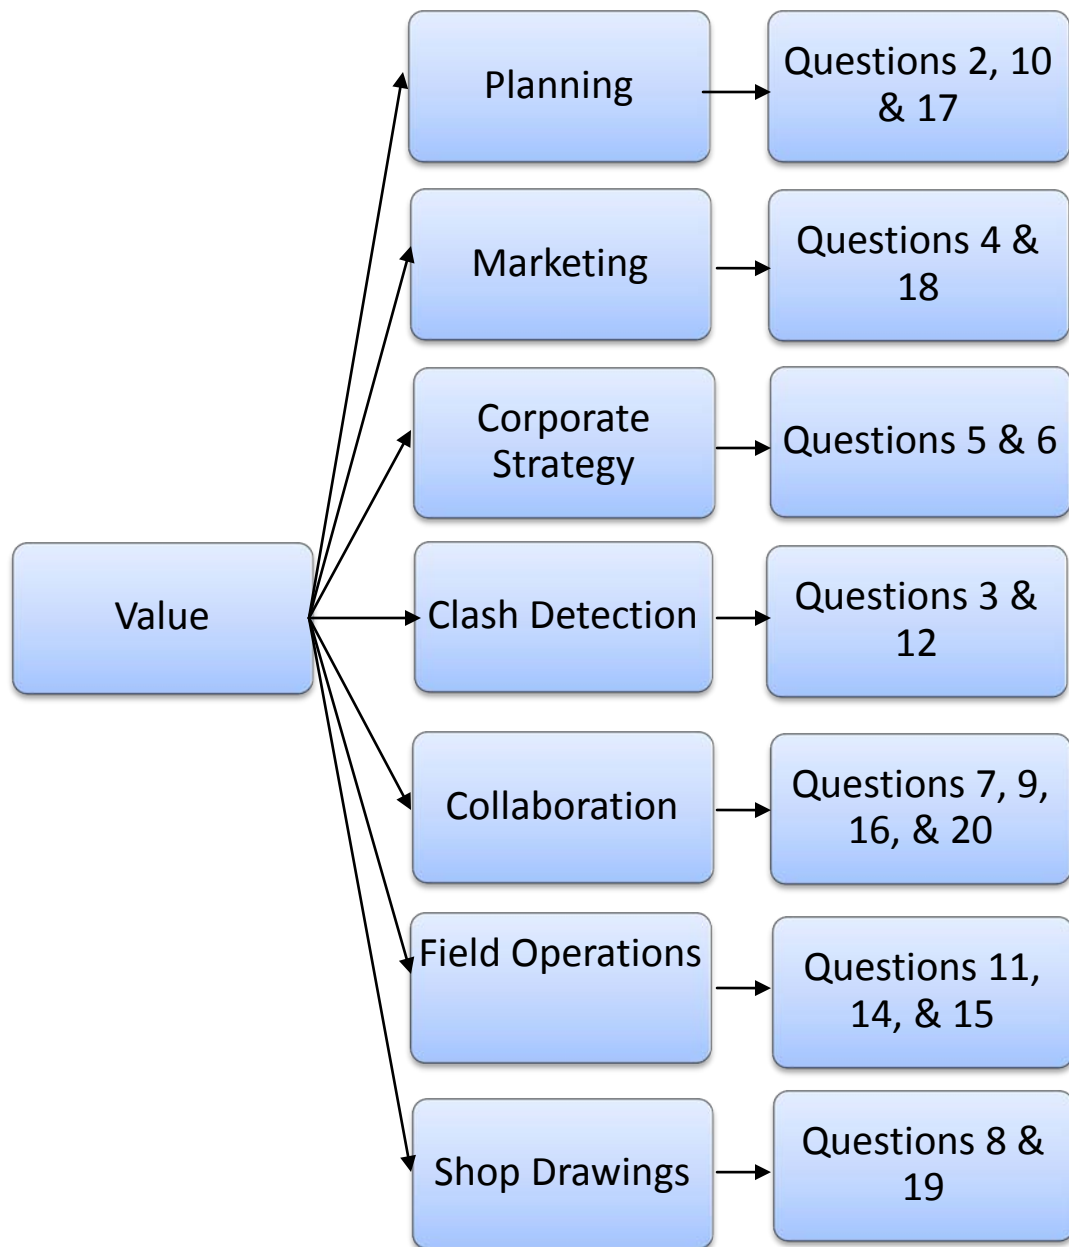 Planning
Questions 2, 10
& 17
Marketing
Questions 4 &
18
Corporate
Strategy
Questions 5 & 6
Value
Clash Detection
Questions 3 &
12
Collaboration
Questions 7, 9,
16, & 20
Field Operations
Questions 11,
14, & 15
Shop Drawings
Questions 8 &
19